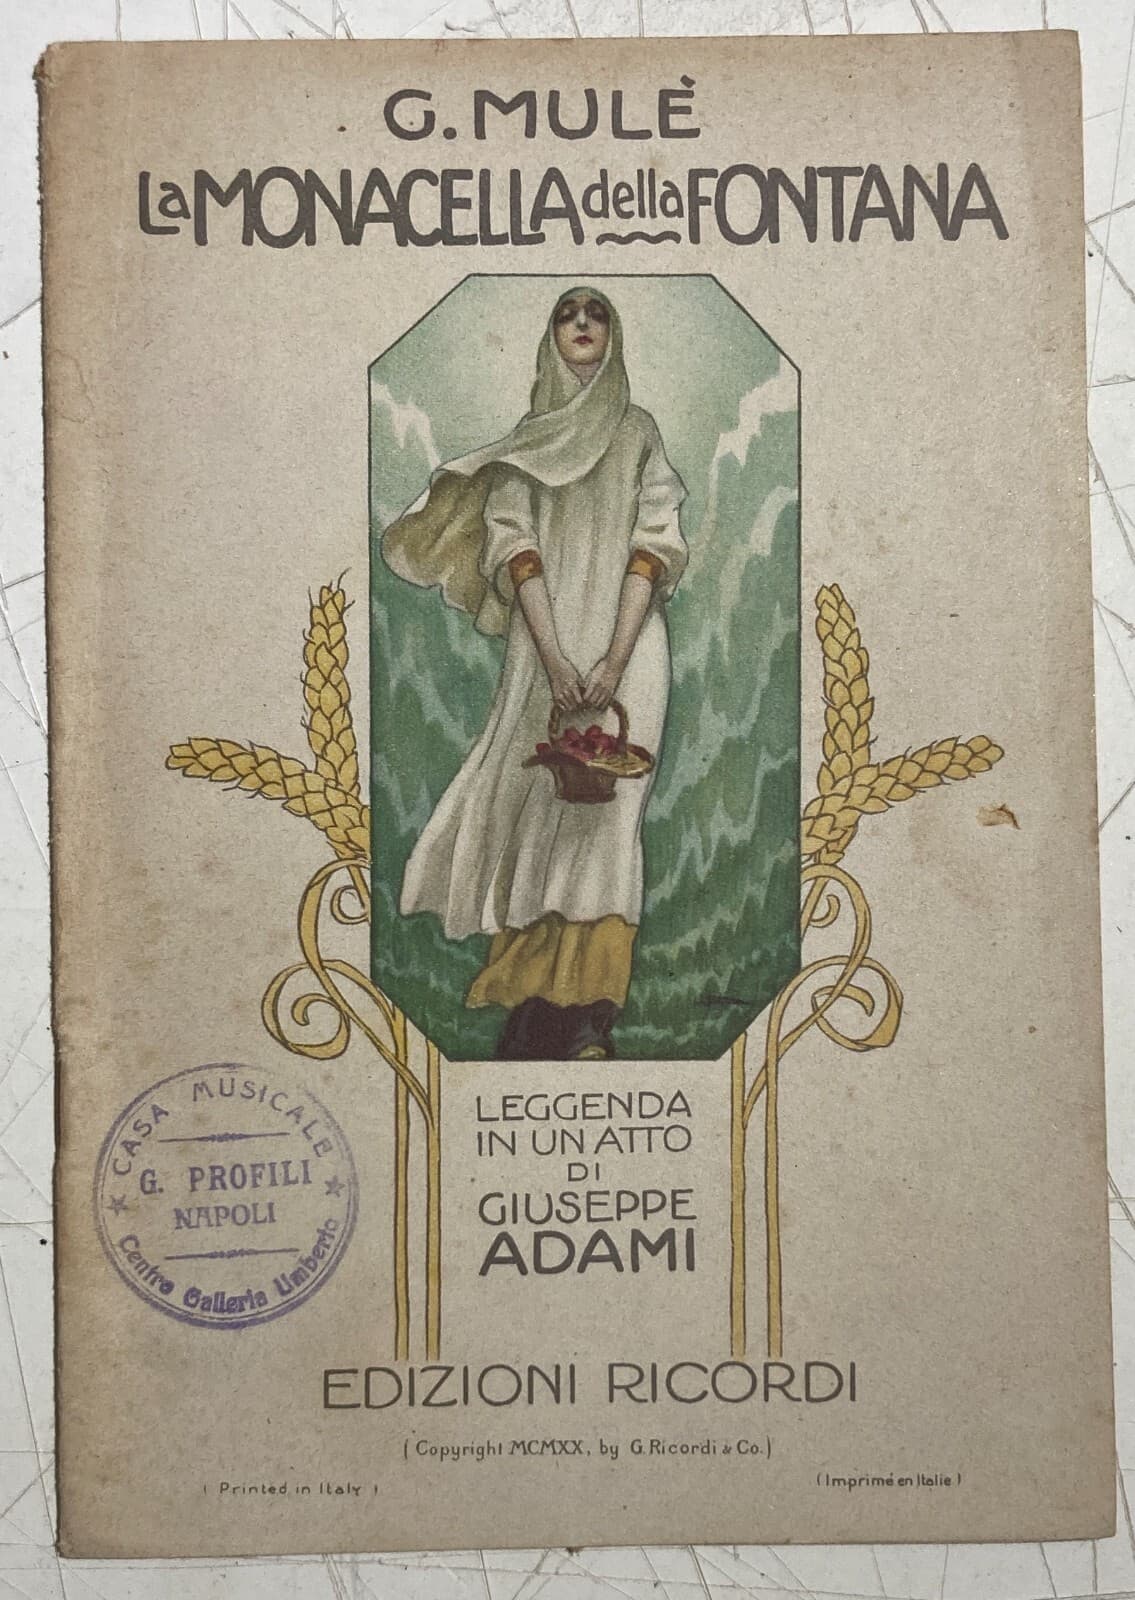 G. MULÈ
La MONACELLA della FONTANA
LEGGENDA
IN UN ATTO
DI
GIUSEPPE
ADAMI
CASA MUSICALE
G. PROFILI
NAPOLI
Centro Galleria Umberto
EDIZIONI RICORDI
(Copyright MCMXX, by G. Ricordi & Co.)
(Printed in Italy)
(Imprimé en Italie)